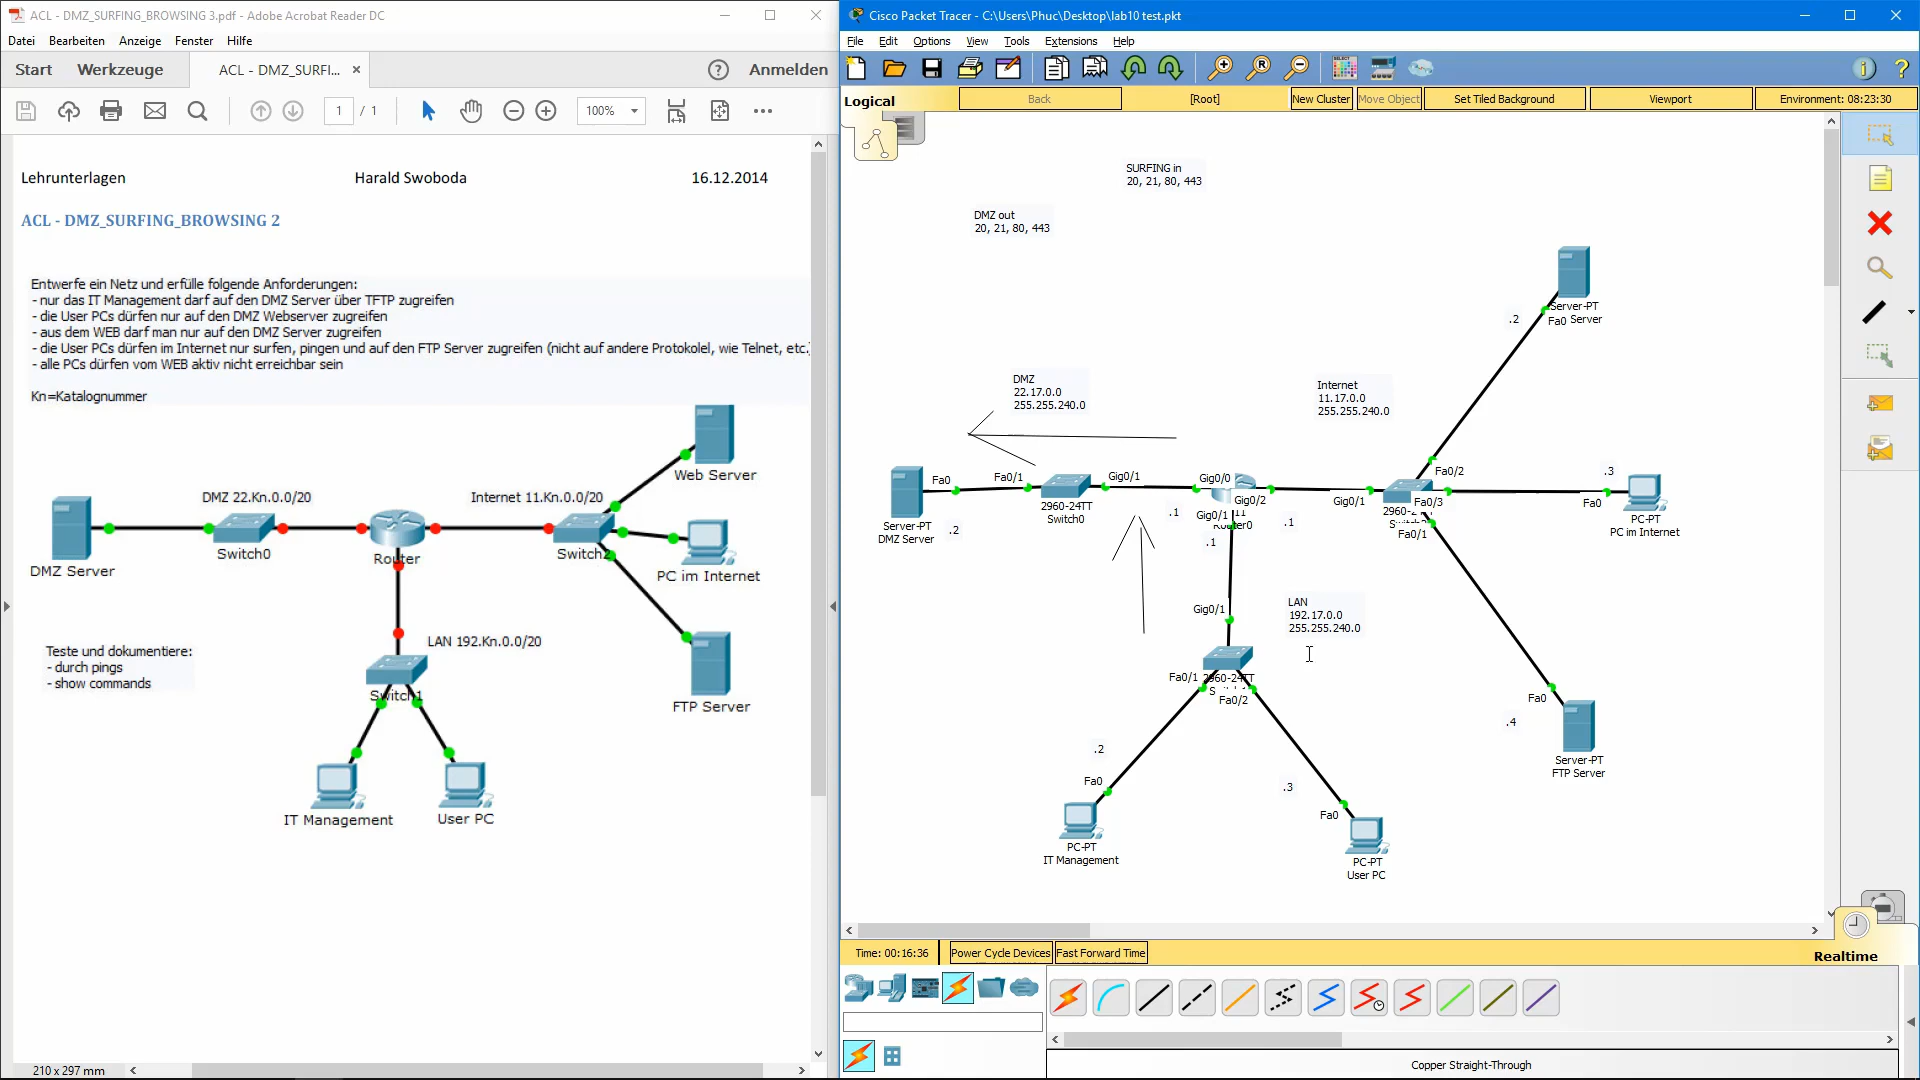 ACL - DMZ_SURFING_BROWSING 3.pdf - Adobe Acrobat Reader DC
Datei Bearbeiten Anzeige Fenster Hilfe
Start Werkzeuge ACL - DMZ_SURFI... × ? Anmelden
1 / 1 100%
Lehrunterlagen Harald Swoboda 16.12.2014
ACL - DMZ_SURFING_BROWSING 2
Entwerfe ein Netz und erfülle folgende Anforderungen:
- nur das IT Management darf auf den DMZ Server über TFTP zugreifen
- die User PCs dürfen nur auf den DMZ Webserver zugreifen
- aus dem WEB darf man nur auf den DMZ Server zugreifen
- die User PCs dürfen im Internet nur surfen, pingen und auf den FTP Server zugreifen (nicht auf andere Protokolel, wie Telnet, etc.
- alle PCs dürfen vom WEB aktiv nicht erreichbar sein
Kn=Katalognummer
Web Server
DMZ 22.Kn.0.0/20
Internet 11.Kn.0.0/20
DMZ Server
Switch0
Router
Switch2
PC im Internet
LAN 192.Kn.0.0/20
Teste und dokumentiere:
- durch pings
- show commands
Switch1
FTP Server
IT Management
User PC
210 x 297 mm
Cisco Packet Tracer - C:\Users\Phuc\Desktop\lab10 test.pkt
File Edit Options View Tools Extensions Help
Logical Back [Root] New Cluster Move Object Set Tiled Background Viewport Environment: 08:23:30
SURFING in
20, 21, 80, 443
DMZ out
20, 21, 80, 443
Server-PT
Fa0 Server
.2
DMZ
22.17.0.0
255.255.240.0
Internet
11.17.0.0
255.255.240.0
Fa0
Fa0/1
Gig0/1
Gig0/0
Gig0/2
Gig0/1
Gig0/1
Fa0/2
Fa0/3
Fa0/1
.3
Fa0
PC-PT
PC im Internet
Server-PT
DMZ Server
.2
2960-24TT
Switch0
.1
.1
.1
Router0
Gig0/1
LAN
192.17.0.0
255.255.240.0
Fa0/1
2960-24TT
Fa0/2
Fa0
.4
Server-PT
FTP Server
.2
Fa0
.3
Fa0
PC-PT
IT Management
PC-PT
User PC
Time: 00:16:36 Power Cycle Devices Fast Forward Time
Realtime
Copper Straight-Through